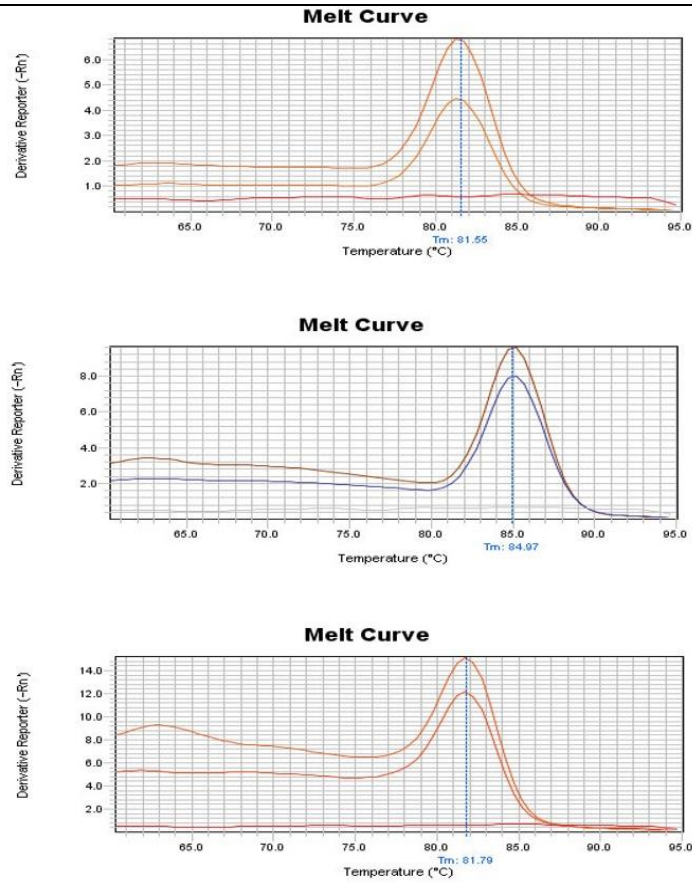 Melt Curve
Derivative Reporter (-Rn')
6.0
5.0
4.0
3.0
2.0
1.0
65.0 70.0 75.0 80.0 85.0 90.0 95.0
Tm: 81.55
Temperature (°C)
Melt Curve
Derivative Reporter (-Rn')
8.0
6.0
4.0
2.0
65.0 70.0 75.0 80.0 85.0 90.0 95.0
Tm: 84.97
Temperature (°C)
Melt Curve
Derivative Reporter (-Rn')
14.0
12.0
10.0
8.0
6.0
4.0
2.0
65.0 70.0 75.0 80.0 85.0 90.0 95.0
Tm: 81.79
Temperature (°C)